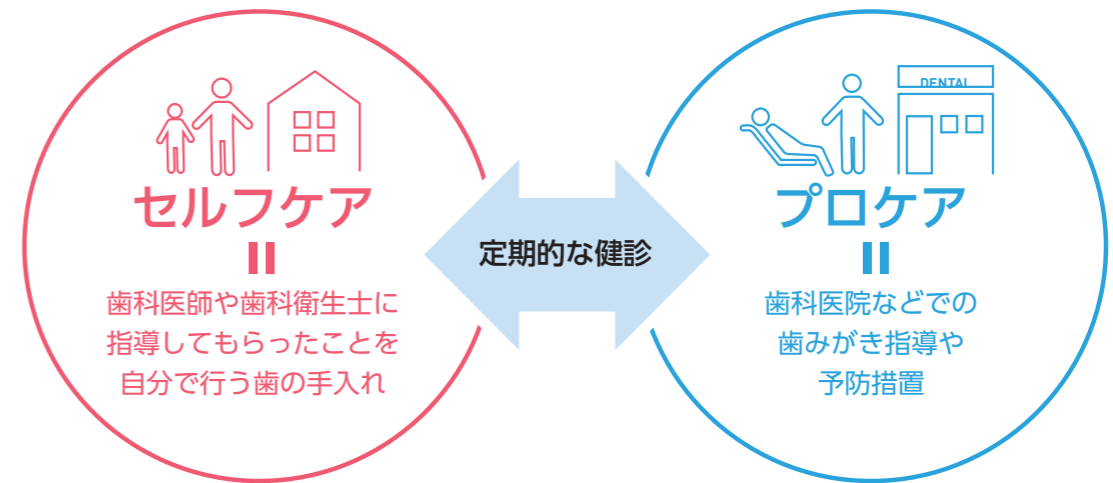 DENTAL
セルフケア
歯科医師や歯科衛生士に
指導してもらったことを
自分で行う歯の手入れ
定期的な健診
プロケア
歯科医院などでの
歯みがき指導や
予防措置